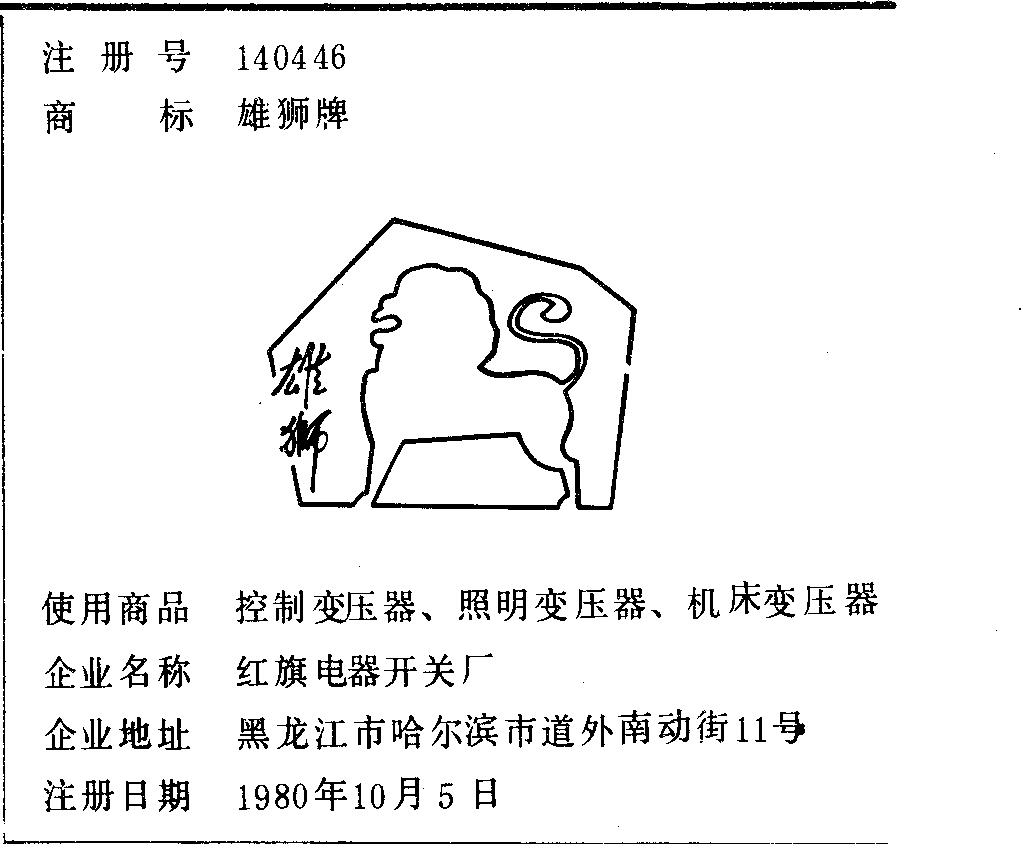 注册号 140446
商标 雄狮牌
雄
狮
使用商品 控制变压器、照明变压器、机床变压器
企业名称 红旗电器开关厂
企业地址 黑龙江市哈尔滨市道外南动街11号
注册日期 1980年10月5日